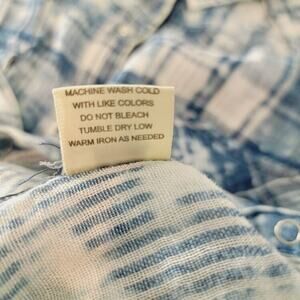 MACHINE WASH COLD
WITH LIKE COLORS
DO NOT BLEACH
TUMBLE DRY LOW
WARM IRON AS NEEDED